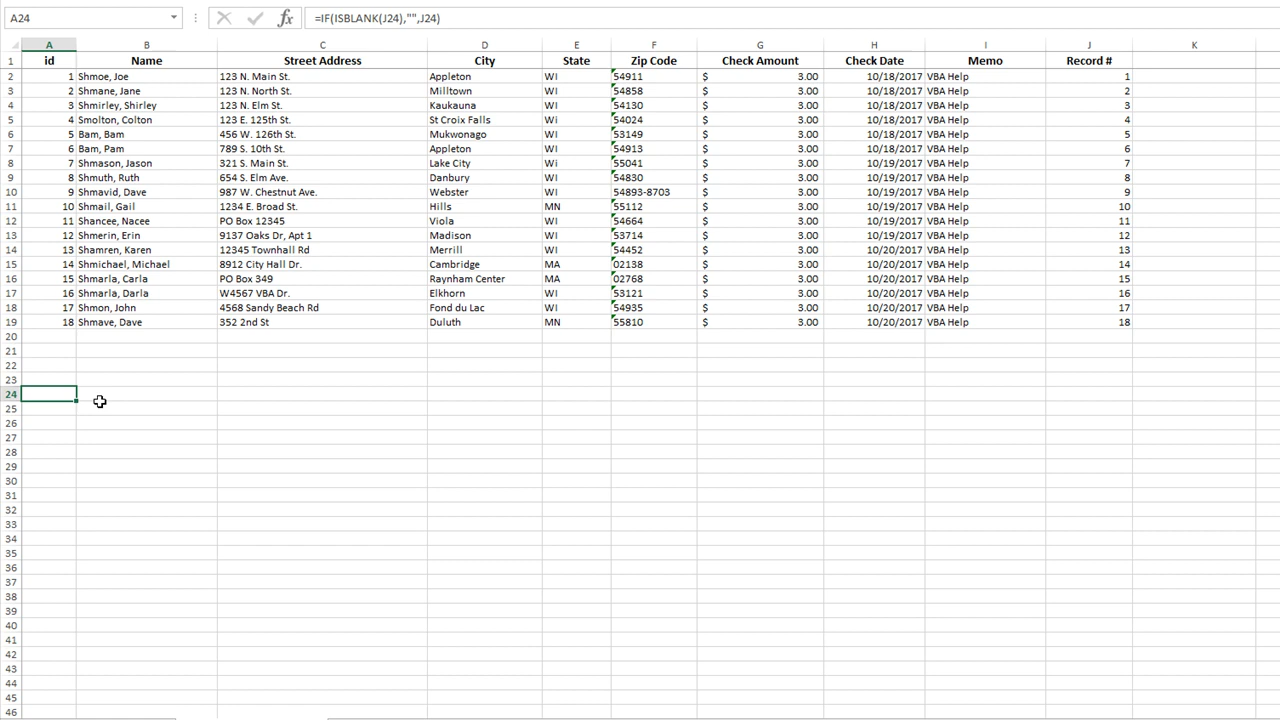 A24 fx =IF(ISBLANK(J24),"",J24)
A B C D E F G H I J K
1 id Name Street Address City State Zip Code Check Amount Check Date Memo Record #
2 1 Shmoe, Joe 123 N. Main St. Appleton WI 54911 $ 3.00 10/18/2017 VBA Help 1
3 2 Shmane, Jane 123 N. North St. Milltown WI 54858 $ 3.00 10/18/2017 VBA Help 2
4 3 Shmirley, Shirley 123 N. Elm St. Kaukauna WI 54130 $ 3.00 10/18/2017 VBA Help 3
5 4 Smolton, Colton 123 E. 125th St. St Croix Falls Wi 54024 $ 3.00 10/18/2017 VBA Help 4
6 5 Bam, Bam 456 W. 126th St. Mukwonago WI 53149 $ 3.00 10/18/2017 VBA Help 5
7 6 Bam, Pam 789 S. 10th St. Appleton WI 54913 $ 3.00 10/18/2017 VBA Help 6
8 7 Shmason, Jason 321 S. Main St. Lake City Wi 55041 $ 3.00 10/19/2017 VBA Help 7
9 8 Shmuth, Ruth 654 S. Elm Ave. Danbury WI 54830 $ 3.00 10/19/2017 VBA Help 8
10 9 Shmavid, Dave 987 W. Chestnut Ave. Webster WI 54893-8703 $ 3.00 10/19/2017 VBA Help 9
11 10 Shmail, Gail 1234 E. Broad St. Hills MN 55112 $ 3.00 10/19/2017 VBA Help 10
12 11 Shancee, Nacee PO Box 12345 Viola WI 54664 $ 3.00 10/19/2017 VBA Help 11
13 12 Shmerin, Erin 9137 Oaks Dr, Apt 1 Madison WI 53714 $ 3.00 10/19/2017 VBA Help 12
14 13 Shamren, Karen 12345 Townhall Rd Merrill WI 54452 $ 3.00 10/20/2017 VBA Help 13
15 14 Shmichael, Michael 8912 City Hall Dr. Cambridge MA 02138 $ 3.00 10/20/2017 VBA Help 14
16 15 Shmarla, Carla PO Box 349 Raynham Center MA 02768 $ 3.00 10/20/2017 VBA Help 15
17 16 Shmarla, Darla W4567 VBA Dr. Elkhorn WI 53121 $ 3.00 10/20/2017 VBA Help 16
18 17 Shmon, John 4568 Sandy Beach Rd Fond du Lac WI 54935 $ 3.00 10/20/2017 VBA Help 17
19 18 Shmave, Dave 352 2nd St Duluth MN 55810 $ 3.00 10/20/2017 VBA Help 18
20
21
22
23
24
25
26
27
28
29
30
31
32
33
34
35
36
37
38
39
40
41
42
43
44
45
46